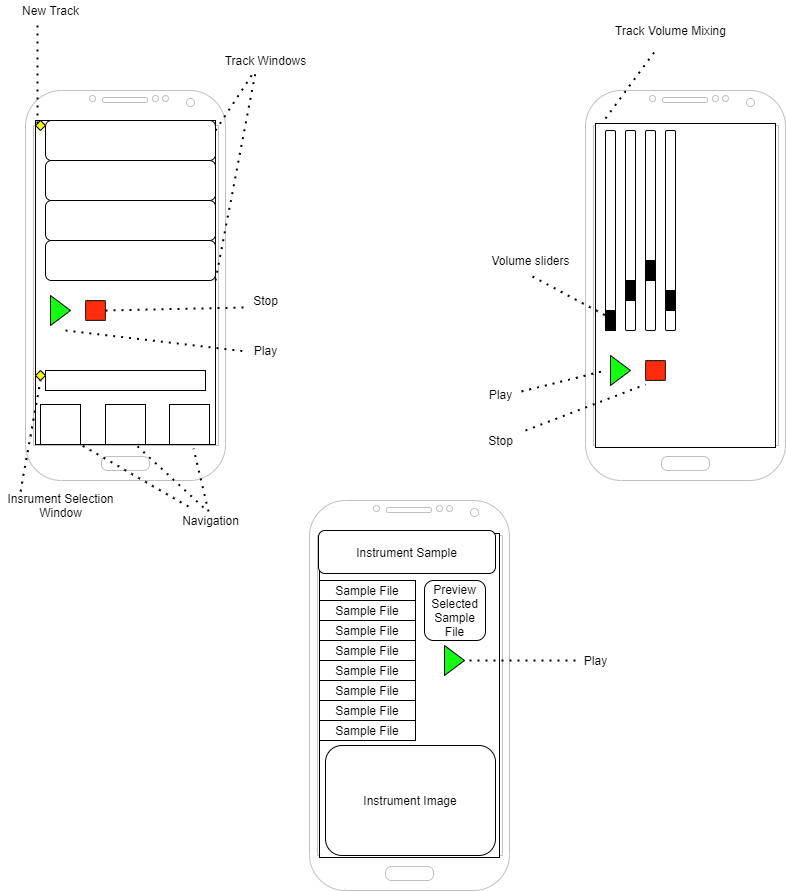 New Track
Track Windows
Stop
Play
Insrument Selection
Window
Navigation
Track Volume Mixing
Volume sliders
Play
Stop
Instrument Sample
Sample File
Sample File
Sample File
Sample File
Sample File
Sample File
Sample File
Sample File
Preview
Selected
Sample
File
Play
Instrument Image